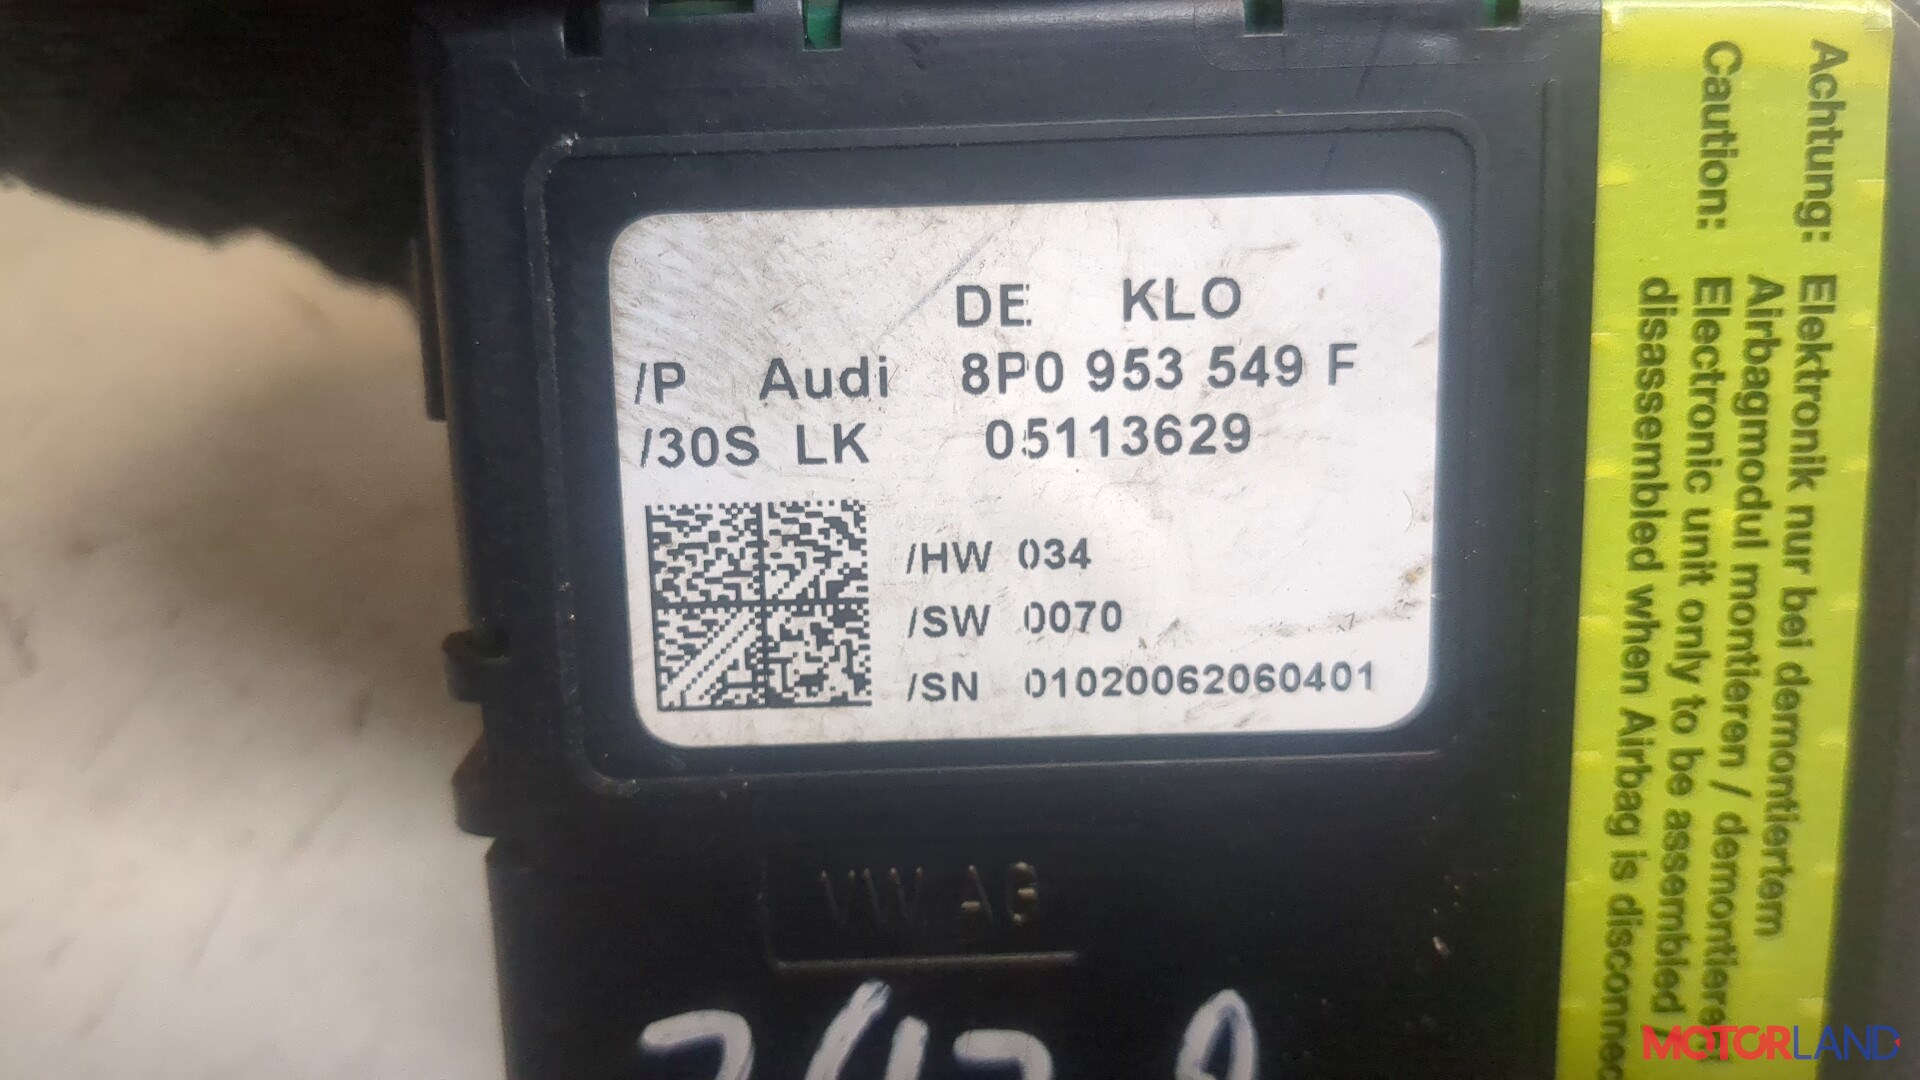 DE KLO
/P Audi 8P0 953 549 F
/30S LK 05113629
/HW 034
/SW 0070
/SN 01020062060401
VW AG
Achtung: Elektronik nur bei demontiertem
Airbagmodul montieren / demontieren
Caution: Electronic unit only to be assembled /
disassembled when Airbag is disconnec
MOTORLAND